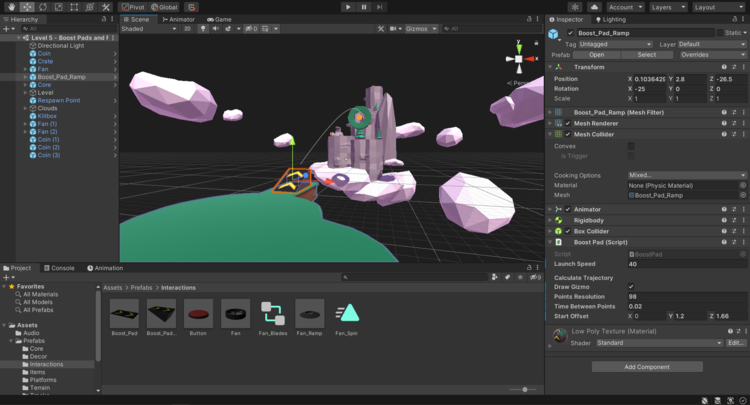 Pivot Global Account Layers Layout
Hierarchy
All
Level 5 - Boost Pads and F
Directional Light
Coin
Crate
Fan
Boost_Pad_Ramp
Core
Leval
Respawn Point
Clouds
Killbox
Fan (1)
Fan (2)
Coin (1)
Coin (2)
Coin (3)
Scene Animator Game
Shaded 2D 0 Gizmos All
y
x
z
Persp
Project Console Animation
9
Favorites
All Materials
All Models
All Prefabs
Assets
Audio
Prefabs
Core
Decor
Interactions
Items
Platforms
Terrain
Assets > Prefabs > Interactions
Boost_Pad Boost_Pad... Button Fan Fan_Blades Fan_Ramp Fan_Spin
Inspector Lighting
Boost_Pad_Ramp Static
Tag Untagged Layer Default
Prefab Open Select Overrides
Transform
Position X 0.1036429 Y 2.8 Z -26.5
Rotation X -25 Y 0 Z 0
Scale X 1 Y 1 Z 1
Boost_Pad_Ramp (Mesh Filter)
Mesh Renderer
Mesh Collider
Convex
Is Trigger
Cooking Options Mixed...
Material None (Physic Material)
Mesh Boost_Pad_Ramp
Animator
Rigidbody
Box Collider
Boost Pad (Script)
Script BoostPad
Launch Speed 40
Calculate Trajectory
Draw Gizmo
Points Resolution 98
Time Between Points 0.02
Start Offset X 0 Y 1.2 Z 1.66
Low Poly Texture (Material)
Shader Standard Edit...
Add Component